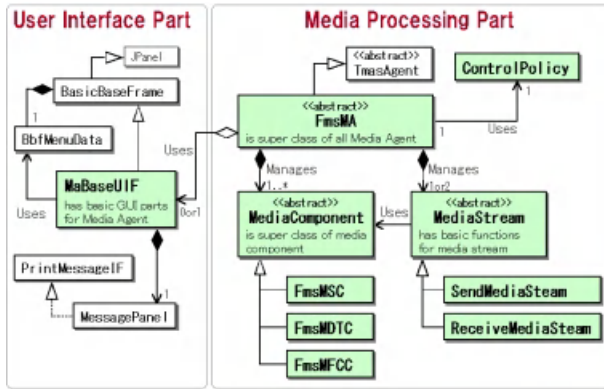 User Interface Part
Media Processing Part
JPanel
BasicBaseFrame
1
BbfMenuData
Uses
MaBaseUIF
has basic GUI parts
for Media Agent
0or1
Uses
PrintMessageIF
1
MessagePanel
<<abstract>>
TmasAgent
ControlPolicy
1
1
Uses
<<abstract>>
FmsMA
is super class of all Media Agent
Manages
1..*
Manages
1or2
<<abstract>>
MediaComponent
is super class of media
component
Uses
<<abstract>>
MediaStream
has basic functions
for media stream
FmsMSC
FmsMDTC
FmsMFCC
SendMediaSteam
ReceiveMediaSteam